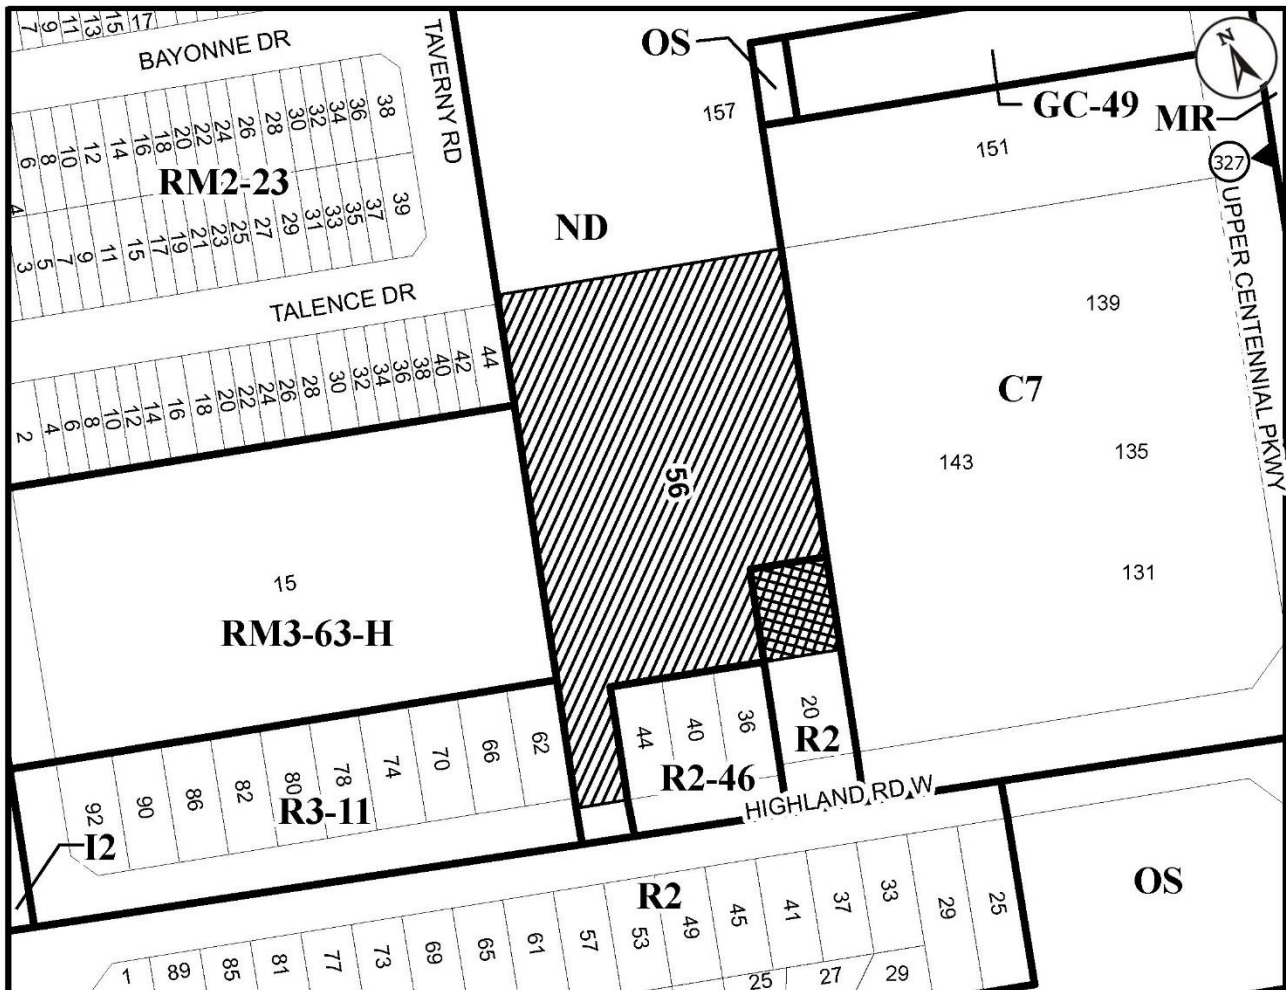 7 9 11 13 15 17
BAYONNE DR
TAVERNY RD
OS
157
GC-49
MR
N
151
327
UPPER CENTENNIAL PKWY
4 6 8 10 12 14 16 18 20 22 24 26 28 30 32 34 36 38
RM2-23
3 5 7 9 11 15 17 19 21 23 25 27 29 31 33 35 37 39
ND
TALENCE DR
139
2 4 6 8 10 12 14 16 18 20 22 24 26 28 30 32 34 36 38 40 42 44
C7
56
143
135
15
131
RM3-63-H
44 40 36
20
R2
R2-46
92 90 86 82 80 78 74 70 66 62
R3-11
HIGHLAND RD W
I2
R2
OS
1 89 85 81 77 73 69 65 61 57 53 49 45 41 37 33 29 25
25 27 29